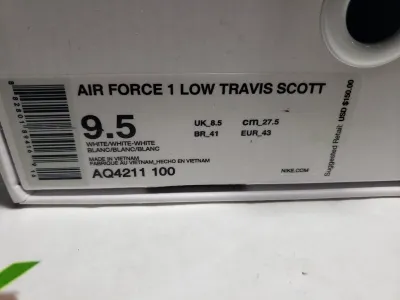 AIR FORCE 1 LOW TRAVIS SCOTT
9.5
UK_8.5 cm_27.5
BR_41 EUR_43
WHITE/WHITE-WHITE
BLANC/BLANC/BLANC
MADE IN VIETNAM
FABRIQUÉ AU VIETNAM_HECHO EN VIETNAM
AQ4211 100
NIKE.COM
Suggested Retail: USD $150.00